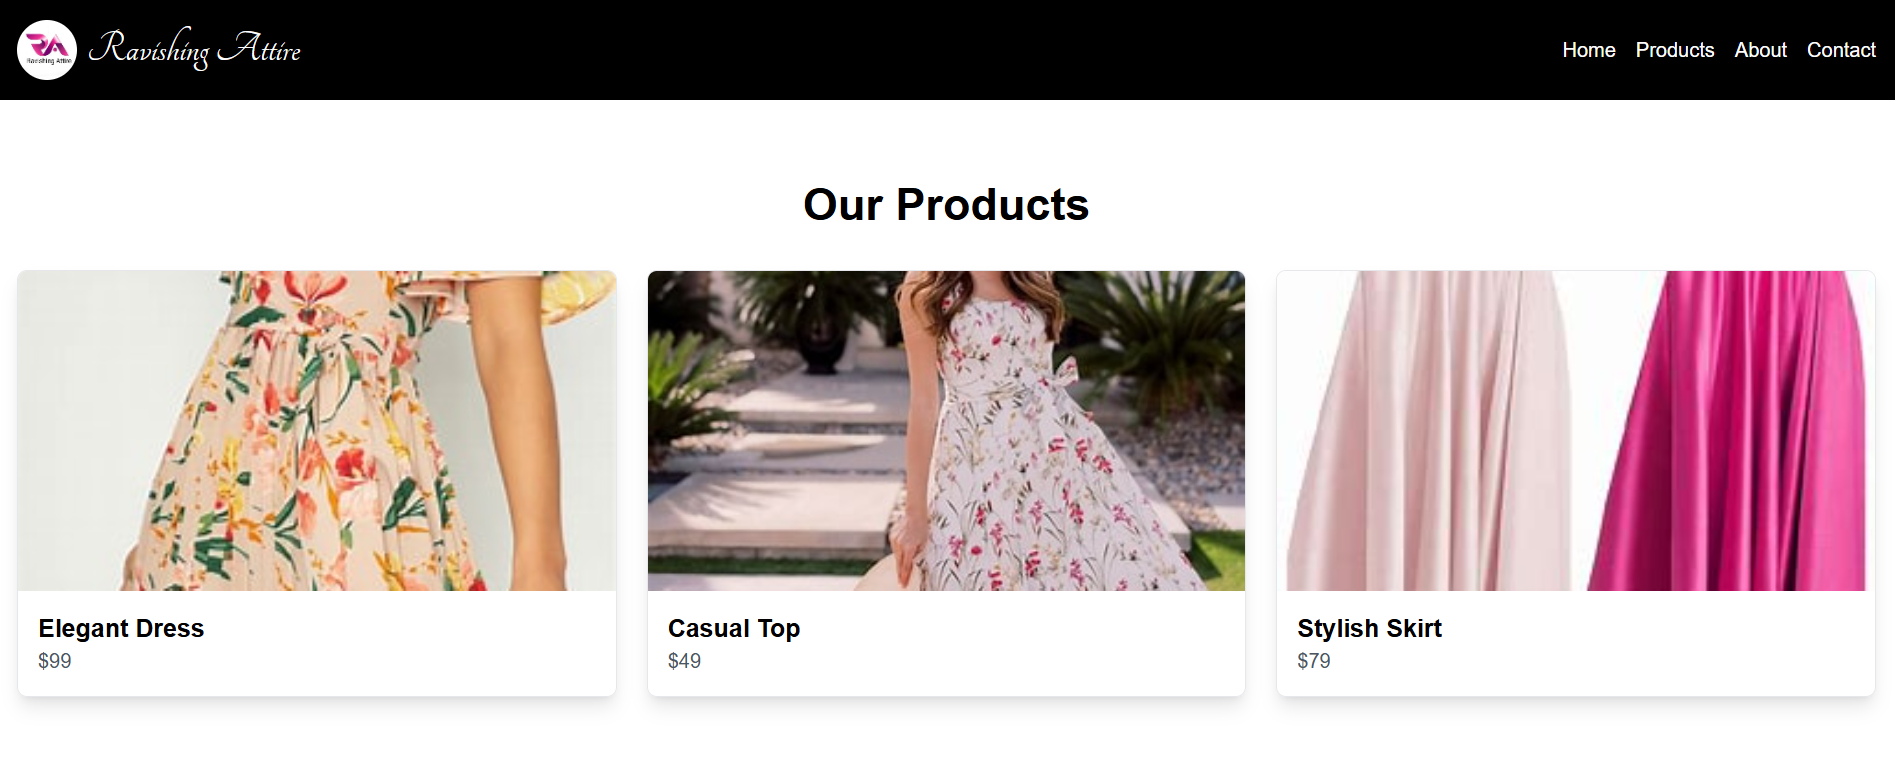 RA
Ravishing Attire
Ravishing Attire
Home Products About Contact
Our Products
Elegant Dress
$99
Casual Top
$49
Stylish Skirt
$79